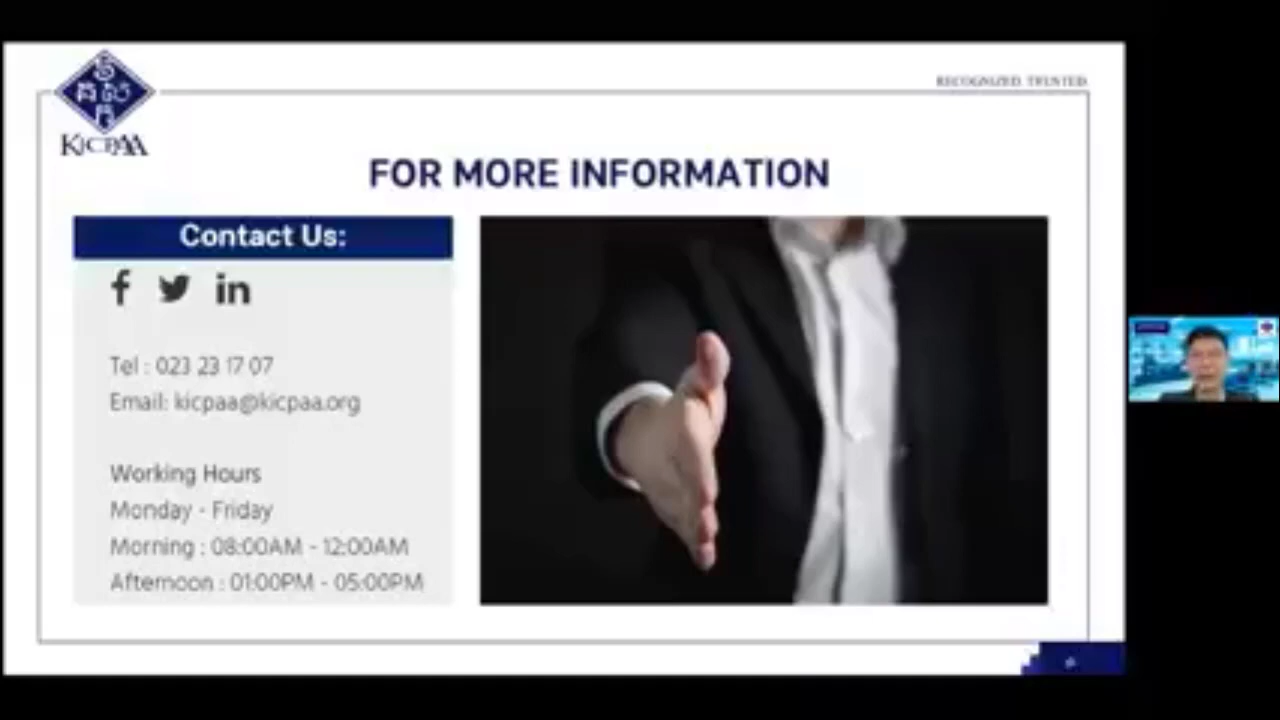 RECOGNIZED. TRUSTED.
KICPAA
FOR MORE INFORMATION
Contact Us:
Tel : 023 23 17 07
Email: kicpaa@kicpaa.org
Working Hours
Monday - Friday
Morning : 08:00AM - 12:00AM
Afternoon : 01:00PM - 05:00PM